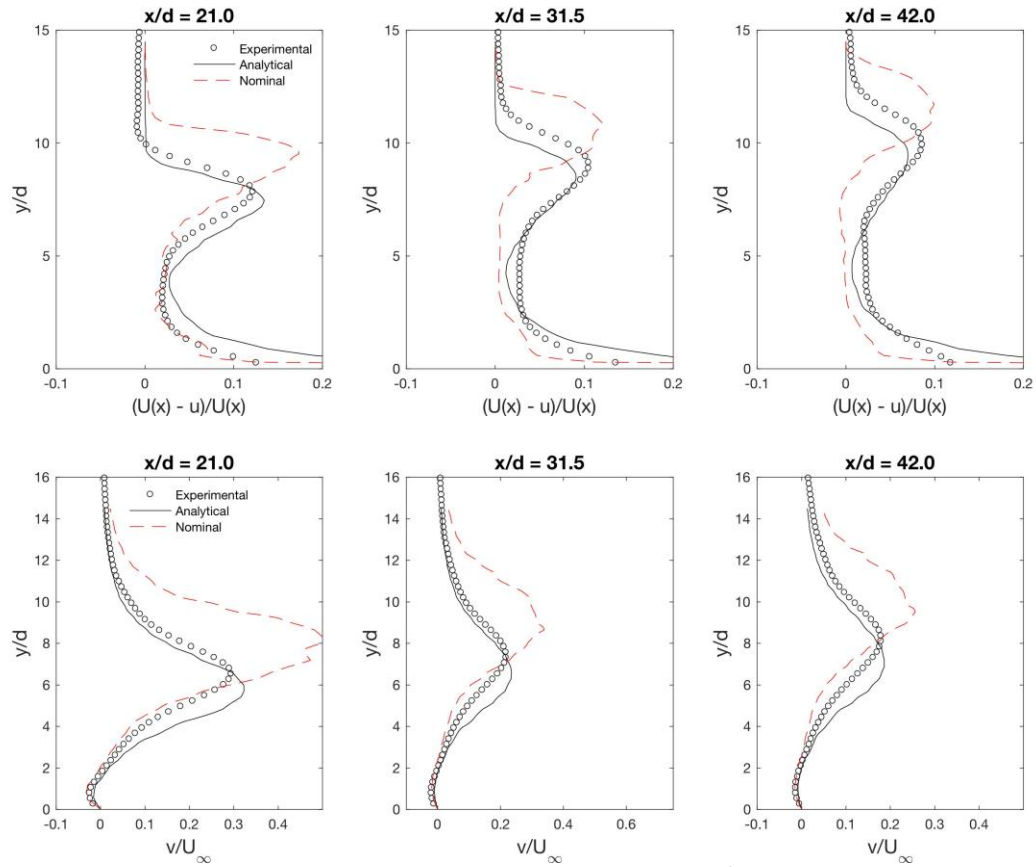 x/d = 21.0
15
10
5
0
-0.1
0
0.1
0.2
y/d
(U(x) - u)/U(x)
Experimental
Analytical
Nominal
x/d = 31.5
15
10
5
0
-0.1
0
0.1
0.2
y/d
(U(x) - u)/U(x)
x/d = 42.0
15
10
5
0
-0.1
0
0.1
0.2
y/d
(U(x) - u)/U(x)
x/d = 21.0
16
14
12
10
8
6
4
2
0
-0.1
0
0.1
0.2
0.3
0.4
0.5
y/d
v/U∞
Experimental
Analytical
Nominal
x/d = 31.5
16
14
12
10
8
6
4
2
0
0
0.2
0.4
0.6
y/d
v/U∞
x/d = 42.0
16
14
12
10
8
6
4
2
0
0
0.2
0.4
0.6
y/d
v/U∞